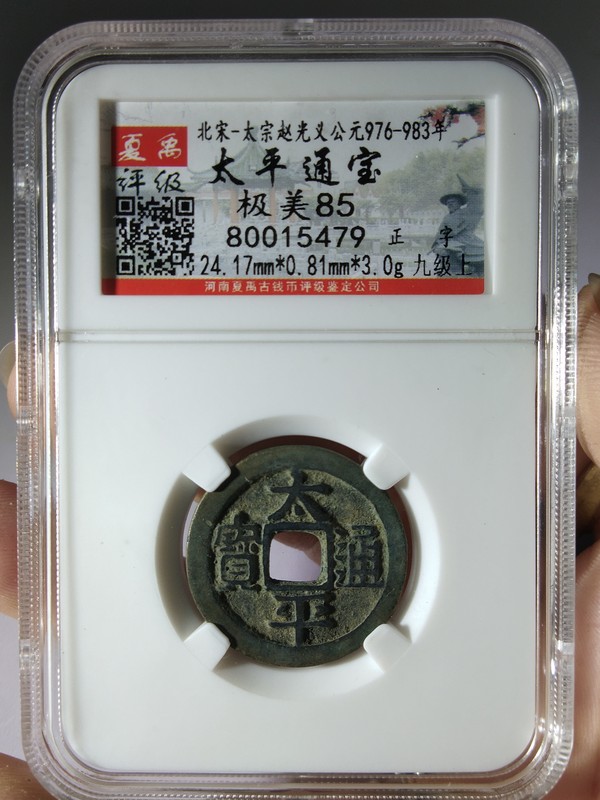 夏禹
评级
北宋-太宗赵光义公元976-983年
太平通宝
极美85
80015479 正字
24.17mm*0.81mm*3.0g 九级上
河南夏禹古钱币评级鉴定公司
太平通寶